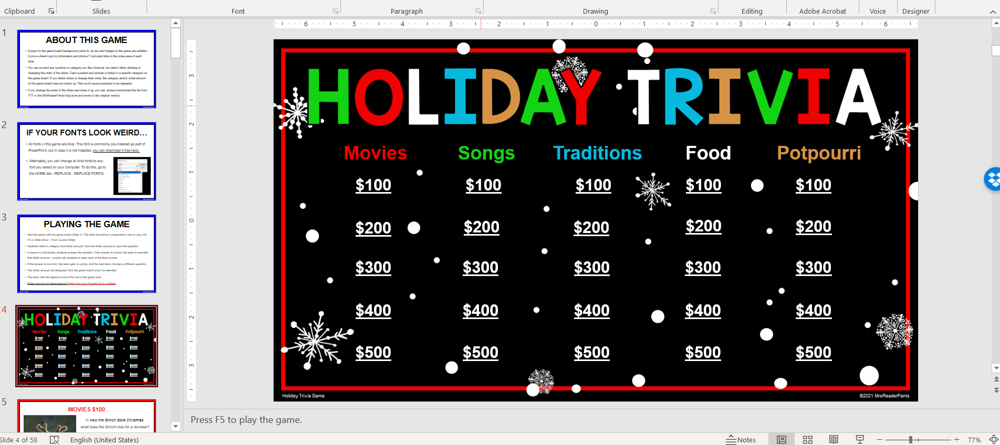 Clipboard
Slides
Font
Paragraph
Drawing
Editing
Adobe Acrobat
Voice
Designer
6 5 4 3 2 1 0 1 2 3 4 5 6
3
2
1
0
1
2
3
1
ABOUT THIS GAME
• Except for the game board background (slide 4), all text and images in this game are editable.
Curious where I got my information and photos? I included links in the notes area of each
slide.
• You can re-word any question or category you like, however, be careful when deleting or
changing the order of the slides. Each question and answer is linked to a specific category on
the game board. If you delete slides or change their order, the category and/or dollar amount
on the game board may not match up. This could cause questions to be repeated.
• If you change the order of the slides and mess it up, you can always redownload the file from
TPT or the MrsReaderPants blog store and revert to the original version.
2
IF YOUR FONTS LOOK WEIRD...
• All fonts in this game are Arial. This font is commonly pre-installed as part of
PowerPoint, but in case it is not installed, you can download it free here.
• Alternately, you can change all Arial fonts to any
font you select on your computer. To do this, go to
the HOME tab---REPLACE---REPLACE FONTS.
3
PLAYING THE GAME
• Start the game with the game board (Slide 4). The slide should be in presentation view to play (Hit
F5 or Slide Show---From Current Slide)
• Students select a category and dollar amount. Click the dollar amount to open the question.
• In teams or individually, students answer the question. If the answer is correct, the team is awarded
that dollar amount. I usually ask students to keep track of the team scores.
• If the answer is incorrect, the team gets no points, and the next team chooses a different question.
• The dollar amount will disappear from the game board once it is selected.
• The team with the highest score at the end of the game wins.
• Dollar amount not disappearing? Make sure your PowerPoint is updated.
4
HOLIDAY TRIVIA
Movies Songs Traditions Food Potpourri
$100 $100 $100 $100 $100
$200 $200 $200 $200 $200
$300 $300 $300 $300 $300
$400 $400 $400 $400 $400
$500 $500 $500 $500 $500
5
MOVIES $100
In How the Grinch Stole Christmas,
what does the Grinch Use for a reindeer?
HOLIDAY TRIVIA
Movies Songs Traditions Food Potpourri
$100 $100 $100 $100 $100
$200 $200 $200 $200 $200
$300 $300 $300 $300 $300
$400 $400 $400 $400 $400
$500 $500 $500 $500 $500
Holiday Trivia Game
©2021 MrsReaderPants
Press F5 to play the game.
Slide 4 of 58
English (United States)
Notes
77%